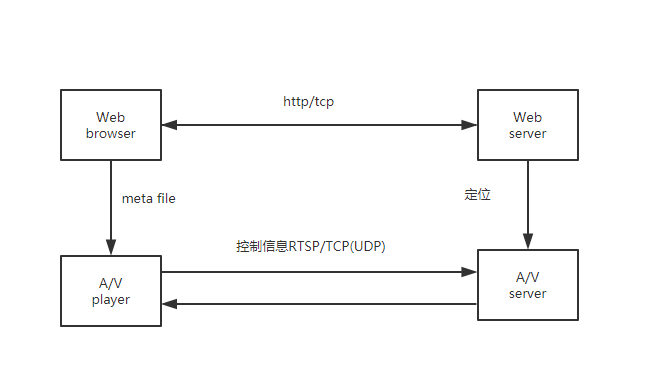 http/tcp
Web
browser
Web
server
meta file
定位
控制信息RTSP/TCP(UDP)
A/V
player
A/V
server